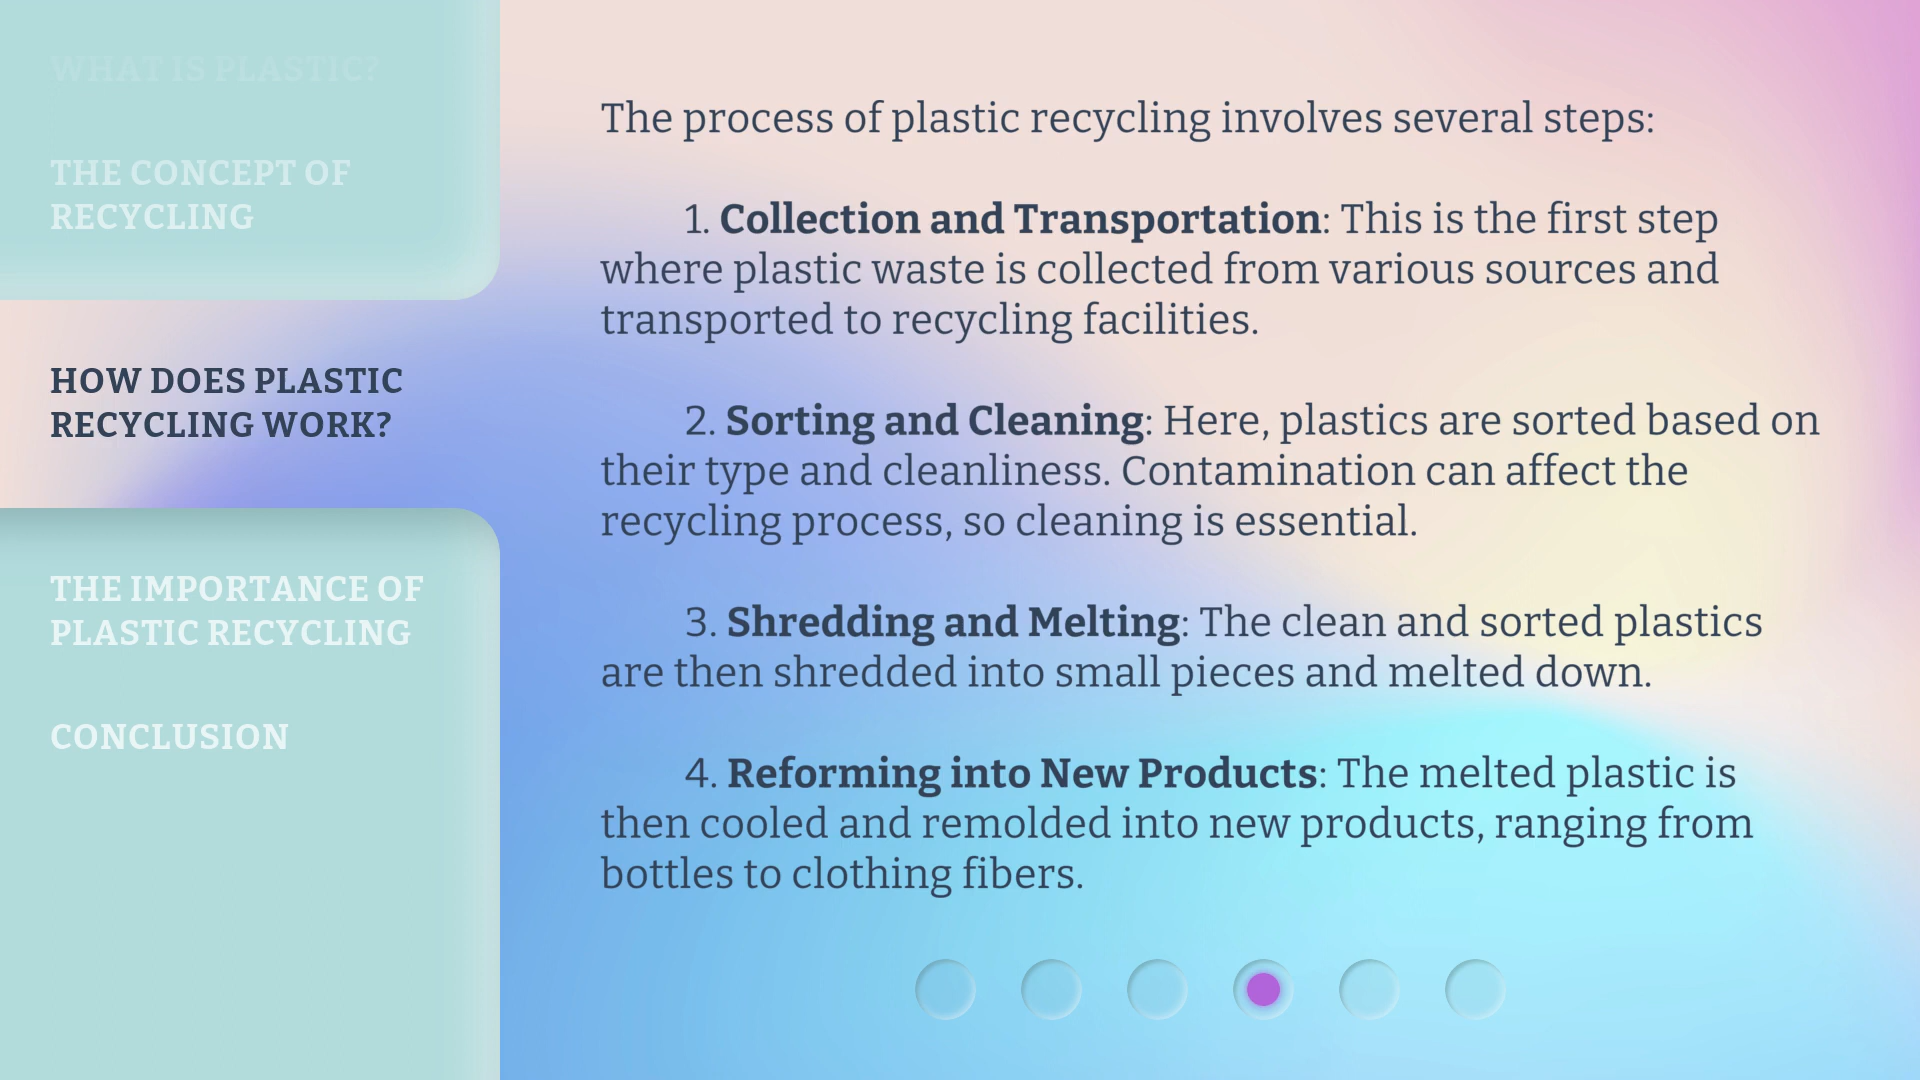 WHAT IS PLASTIC?
THE CONCEPT OF
RECYCLING
HOW DOES PLASTIC
RECYCLING WORK?
THE IMPORTANCE OF
PLASTIC RECYCLING
CONCLUSION
The process of plastic recycling involves several steps:
1. Collection and Transportation: This is the first step
where plastic waste is collected from various sources and
transported to recycling facilities.
2. Sorting and Cleaning: Here, plastics are sorted based on
their type and cleanliness. Contamination can affect the
recycling process, so cleaning is essential.
3. Shredding and Melting: The clean and sorted plastics
are then shredded into small pieces and melted down.
4. Reforming into New Products: The melted plastic is
then cooled and remolded into new products, ranging from
bottles to clothing fibers.